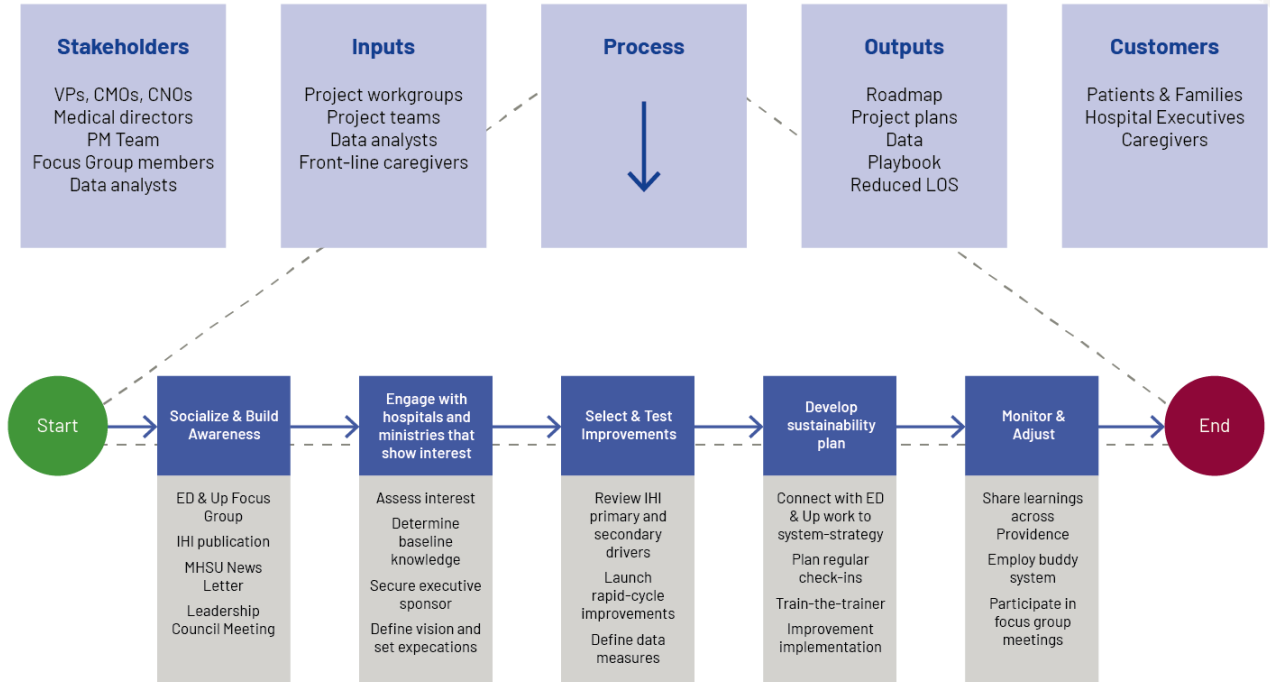 Stakeholders
VPs, CMOs, CNOs
Medical directors
PM Team
Focus Group members
Data analysts
Inputs
Project workgroups
Project teams
Data analysts
Front-line caregivers
Process
Outputs
Roadmap
Project plans
Data
Playbook
Reduced LOS
Customers
Patients & Families
Hospital Executives
Caregivers
Start
Socialize & Build
Awareness
ED & Up Focus
Group
IHI publication
MHSU News
Letter
Leadership
Council Meeting
Engage with
hospitals and
ministries that
show interest
Assess interest
Determine
baseline
knowledge
Secure executive
sponsor
Define vision and
set expecations
Select & Test
Improvements
Review IHI
primary and
secondary
drivers
Launch
rapid-cycle
improvements
Define data
measures
Develop
sustainability
plan
Connect with ED
& Up work to
system-strategy
Plan regular
check-ins
Train-the-trainer
Improvement
implementation
Monitor &
Adjust
Share learnings
across
Providence
Employ buddy
system
Participate in
focus group
meetings
End